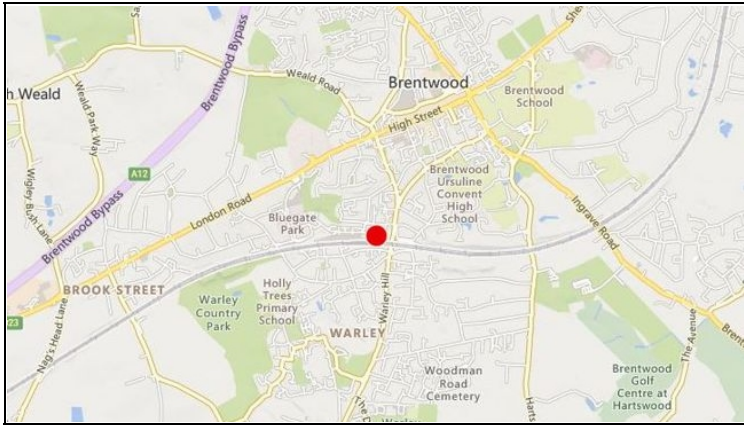 Brentwood Bypass
Weald Road
h Weald
Weald Park Way
Brentwood
Brentwood
School
High Street
A12
Wigley Bush Lane
London Road
Brentwood
Ursuline
Convent
High
School
Bluegate
Park
Ingrave Road
Brentwood Bypass
BROOK STREET
Holly
Trees
Primary
School
Warley
Country
Park
Warley Hill
23
WARLEY
Nag's Head Lane
The Avenue
Woodman
Road
Cemetery
Brentwood
Golf
Centre at
Hartswood